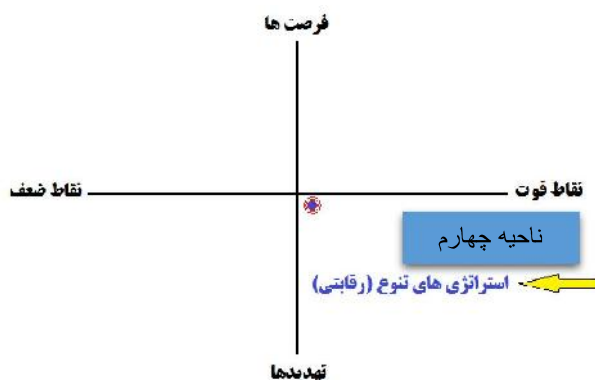 فرصت ها
نقاط قوت
نقاط ضعف
ناحیه چهارم
استراتژی های تنوع (رقابتی)
تهدیدها